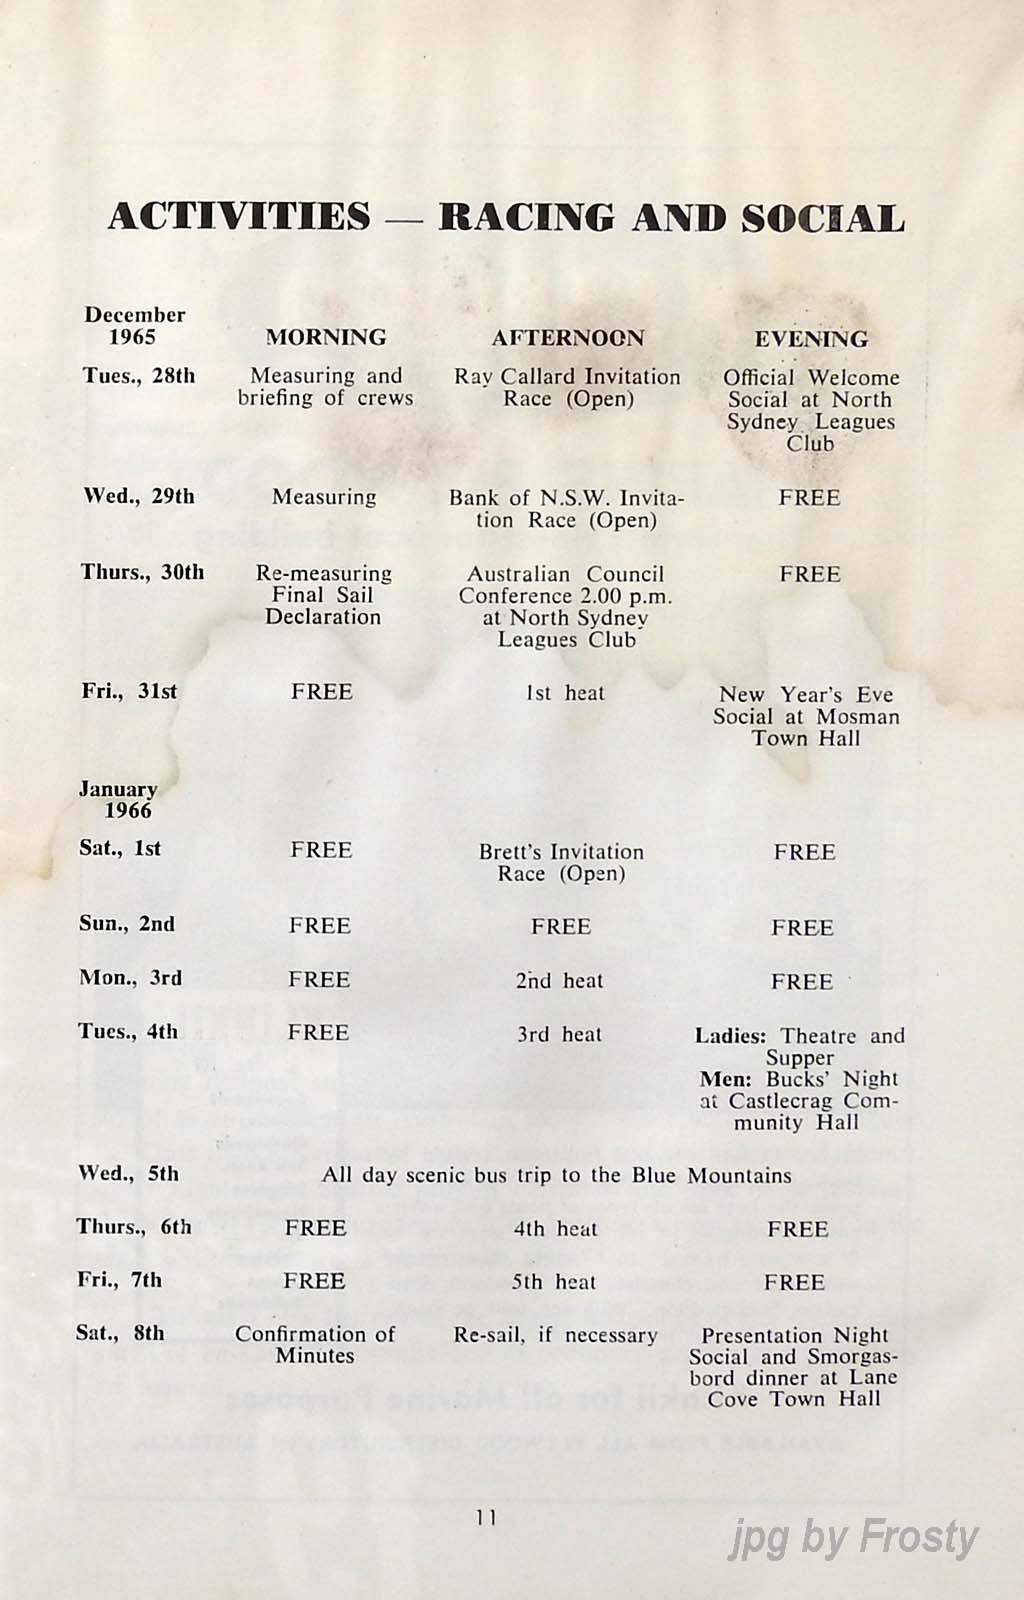 ACTIVITIES — RACING AND SOCIAL
December
1965 MORNING AFTERNOON EVENING
Tues., 28th Measuring and Ray Callard Invitation Official Welcome
briefing of crews Race (Open) Social at North
Sydney Leagues
Club
Wed., 29th Measuring Bank of N.S.W. Invita- FREE
tion Race (Open)
Thurs., 30th Re-measuring Australian Council FREE
Final Sail Conference 2.00 p.m.
Declaration at North Sydney
Leagues Club
Fri., 31st FREE 1st heat New Year's Eve
Social at Mosman
Town Hall
January
1966
Sat., 1st FREE Brett's Invitation FREE
Race (Open)
Sun., 2nd FREE FREE FREE
Mon., 3rd FREE 2nd heat FREE
Tues., 4th FREE 3rd heat Ladies: Theatre and
Supper
Men: Bucks' Night
at Castlecrag Com-
munity Hall
Wed., 5th All day scenic bus trip to the Blue Mountains
Thurs., 6th FREE 4th heat FREE
Fri., 7th FREE 5th heat FREE
Sat., 8th Confirmation of Re-sail, if necessary Presentation Night
Minutes Social and Smorgas-
bord dinner at Lane
Cove Town Hall
11
jpg by Frosty